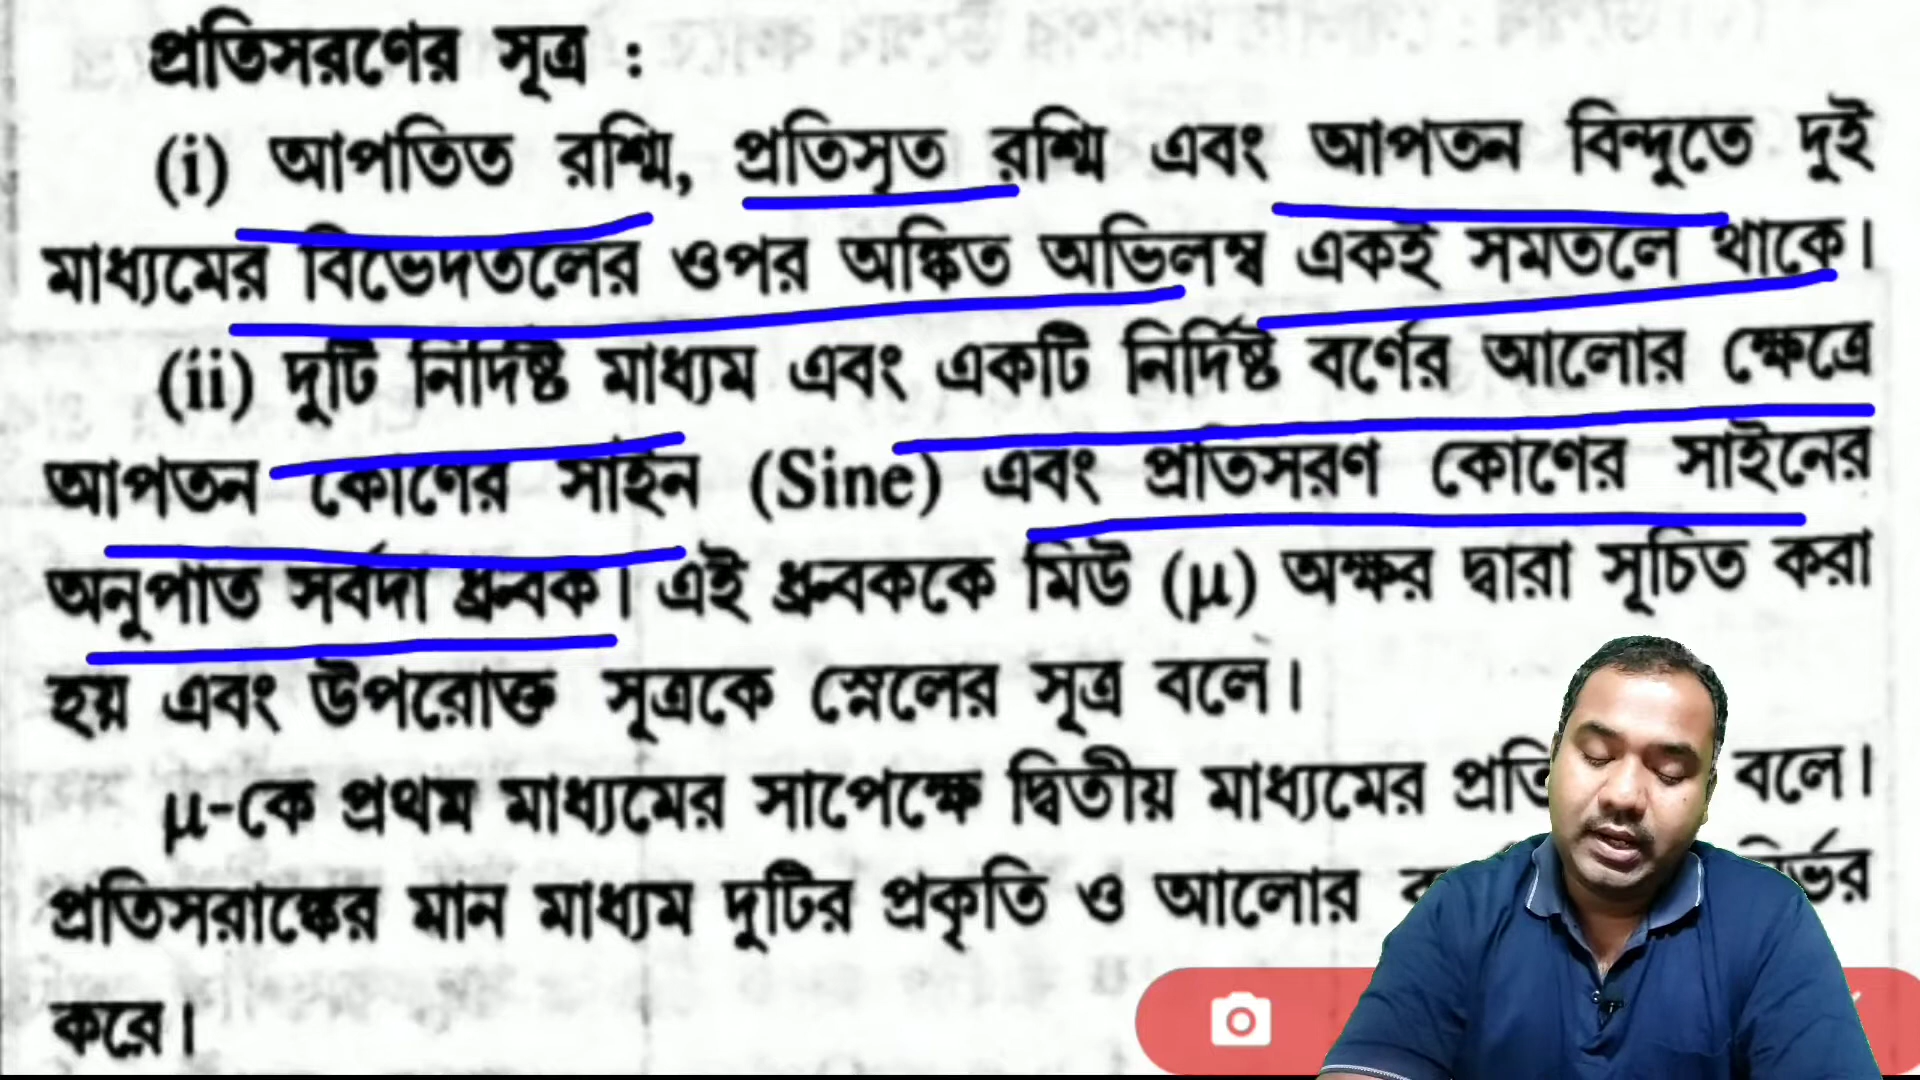 প্রতিসরণের সূত্র :
(i) আপতিত রশ্মি, প্রতিসৃত রশ্মি এবং আপতন বিন্দুতে দুই
মাধ্যমের বিভেদতলের ওপর অঙ্কিত অভিলম্ব একই সমতলে থাকে।
(ii) দুটি নির্দিষ্ট মাধ্যম এবং একটি নির্দিষ্ট বর্ণের আলোর ক্ষেত্রে
আপতন কোণের সাইন (Sine) এবং প্রতিসরণ কোণের সাইনের
অনুপাত সর্বদা ধ্রুবক। এই ধ্রুবককে মিউ (μ) অক্ষর দ্বারা সূচিত করা
হয় এবং উপরোক্ত সূত্রকে স্নেলের সূত্র বলে।
μ-কে প্রথম মাধ্যমের সাপেক্ষে দ্বিতীয় মাধ্যমের বলে।
প্রতিসরাঙ্কের মান মাধ্যম দুটির প্রকৃতি ও আলোর
করে।